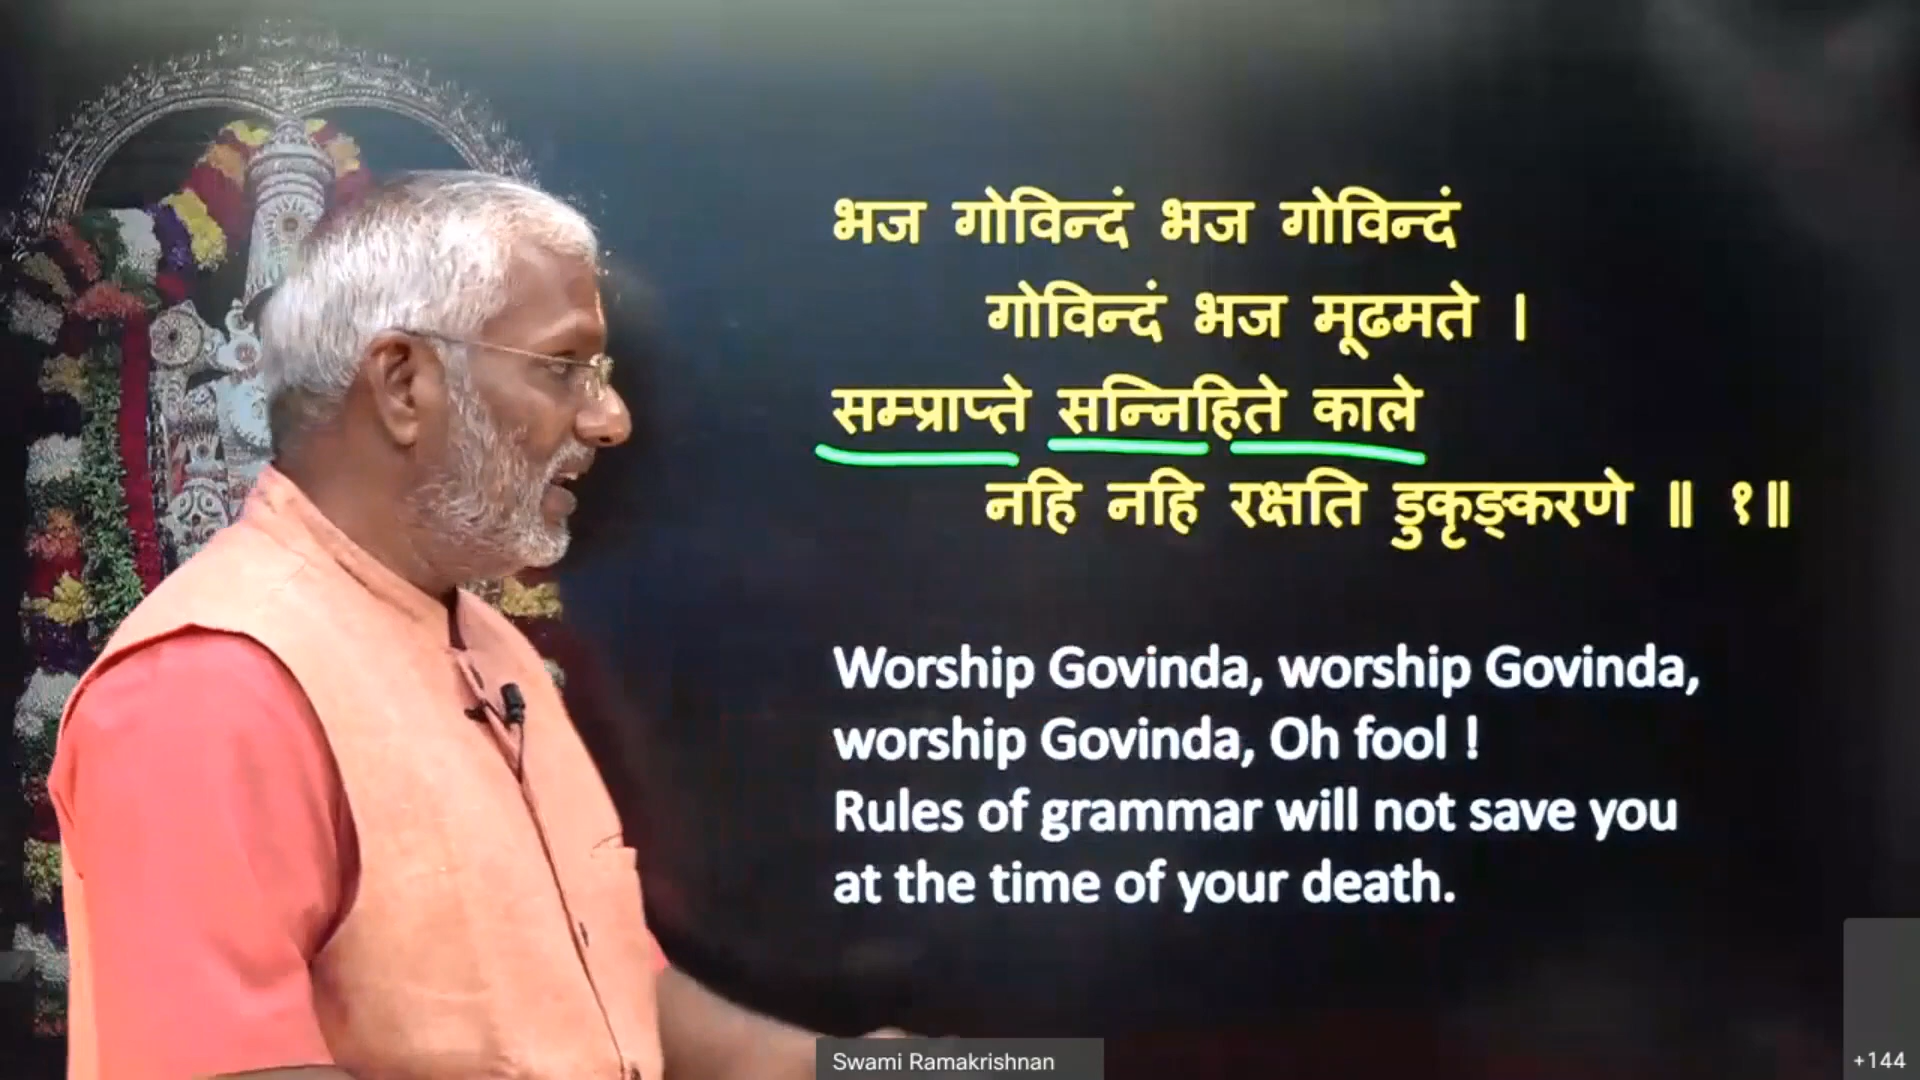 भज गोविन्दं भज गोविन्दं
गोविन्दं भज मूढमते ।
सम्प्राप्ते सन्निहिते काले
नहि नहि रक्षति डुकृङ्करणे ॥ १॥
Worship Govinda, worship Govinda,
worship Govinda, Oh fool !
Rules of grammar will not save you
at the time of your death.
Swami Ramakrishnan
+144